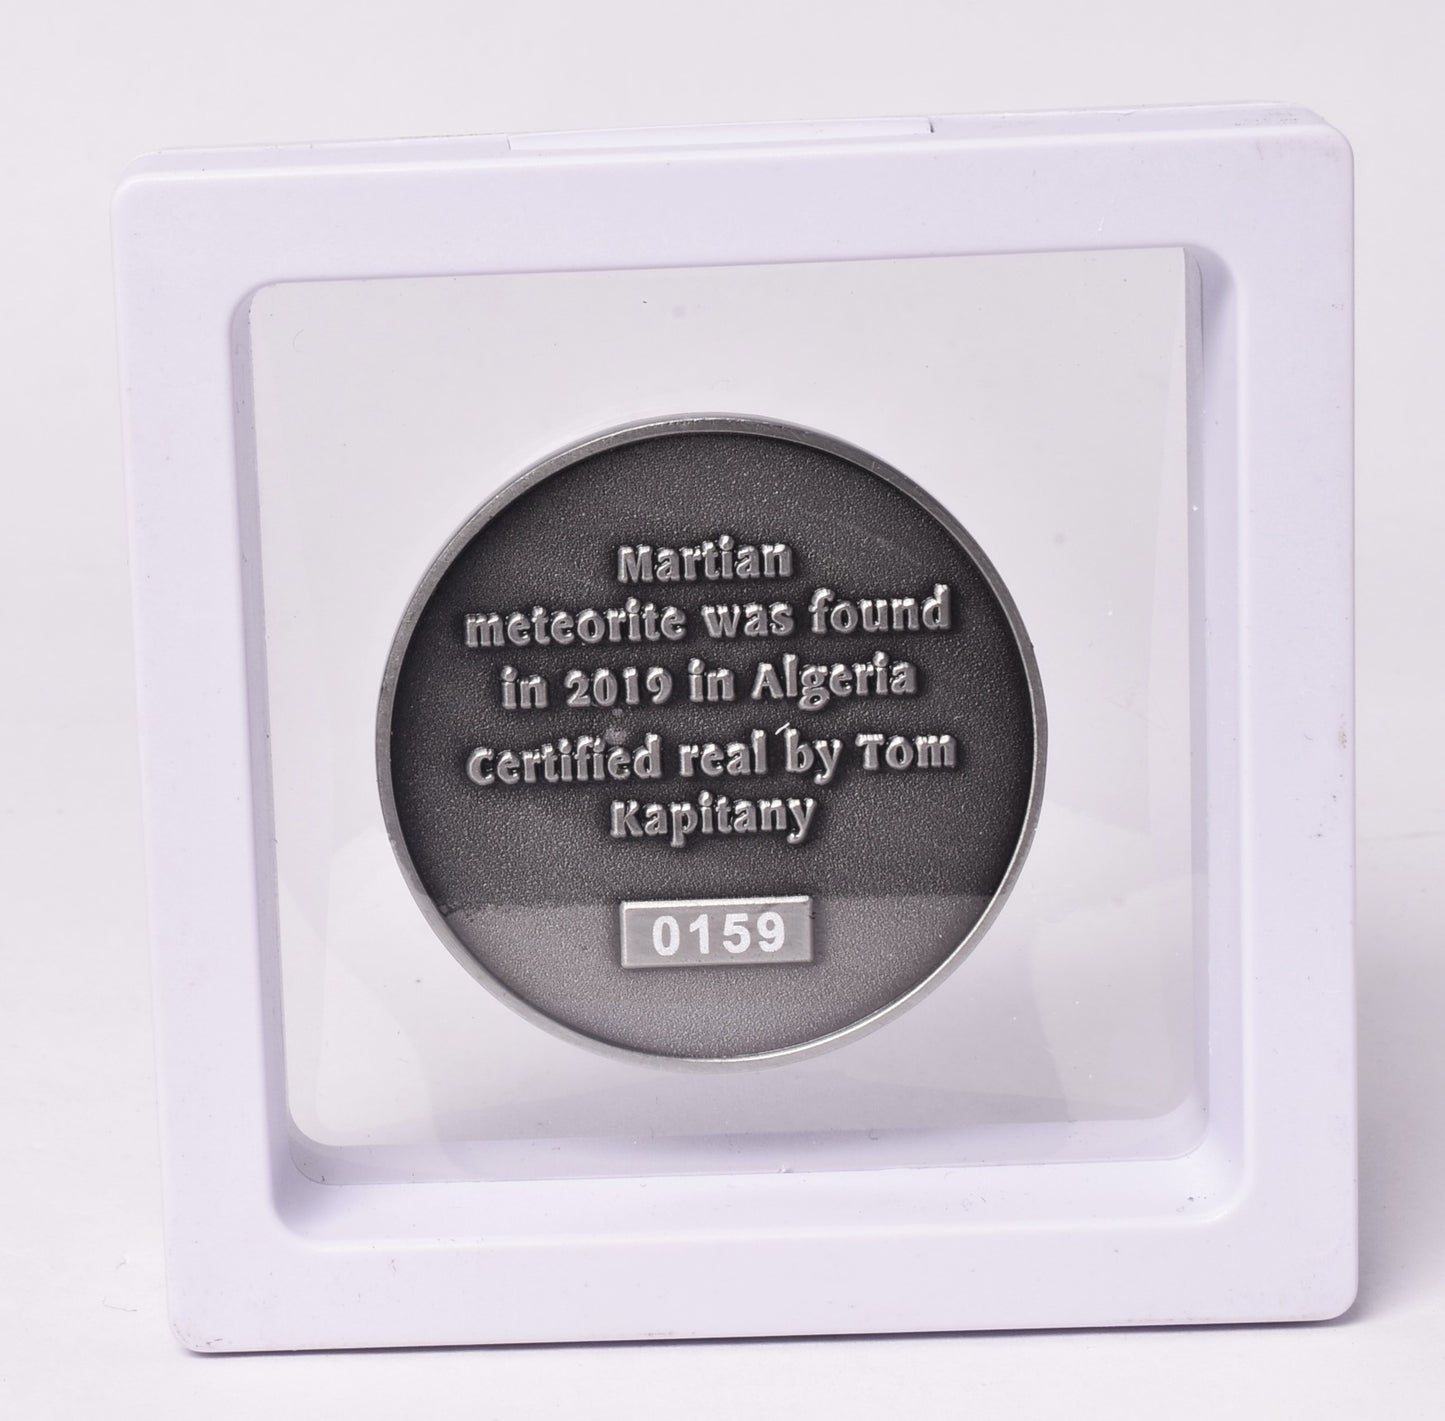 Martian
meteorite was found
in 2019 in Algeria
Certified real by Tom
Kapitany
0159